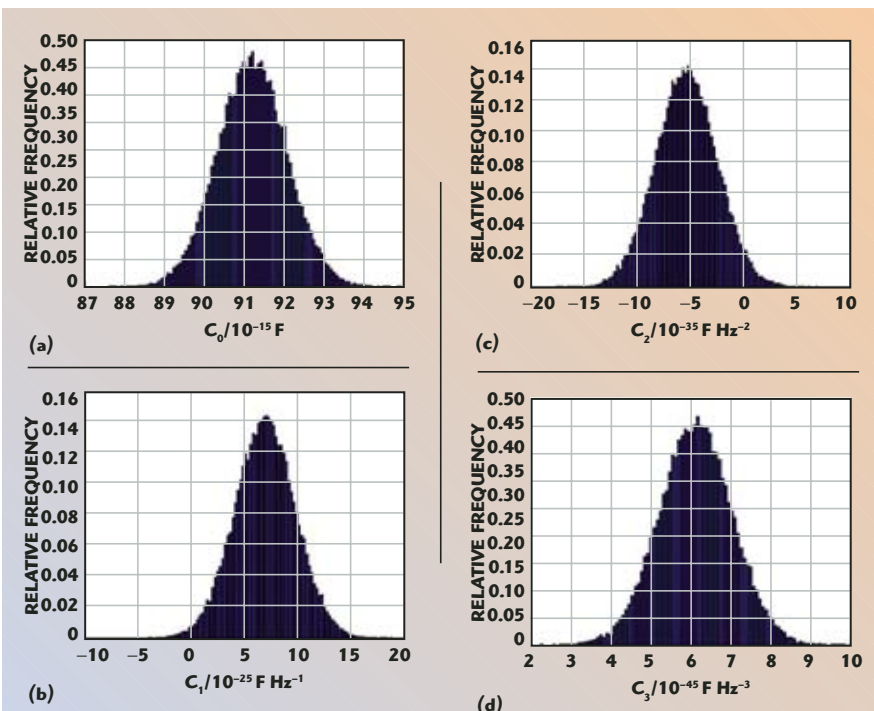 RELATIVE FREQUENCY
0.50
0.45
0.40
0.35
0.30
0.25
0.20
0.15
0.10
0.05
0
87 88 89 90 91 92 93 94 95
C₀/10⁻¹⁵ F
(a)
RELATIVE FREQUENCY
0.16
0.14
0.12
0.10
0.08
0.06
0.04
0.02
0
−10 −5 0 5 10 15 20
C₁/10⁻²⁵ F Hz⁻¹
(b)
RELATIVE FREQUENCY
0.16
0.14
0.12
0.10
0.08
0.06
0.04
0.02
0
−20 −15 −10 −5 0 5 10
C₂/10⁻³⁵ F Hz⁻²
(c)
RELATIVE FREQUENCY
0.50
0.45
0.40
0.35
0.30
0.25
0.20
0.15
0.10
0.05
0
2 3 4 5 6 7 8 9 10
C₃/10⁻⁴⁵ F Hz⁻³
(d)